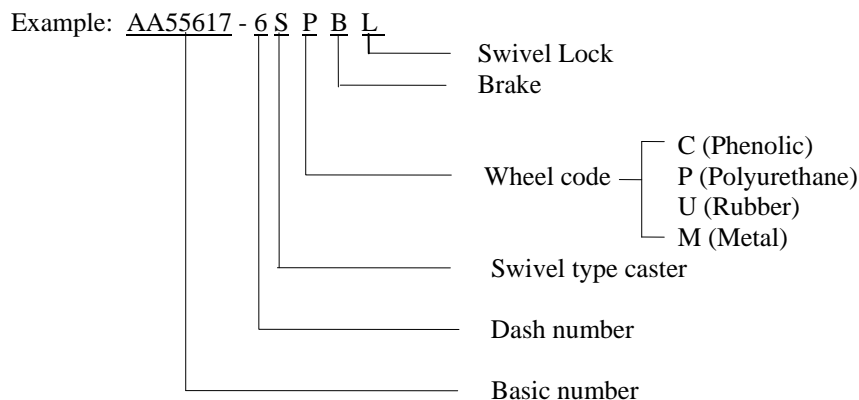 Example: AA55617 - 6 S P B L
Swivel Lock
Brake
C (Phenolic)
Wheel code P (Polyurethane)
U (Rubber)
M (Metal)
Swivel type caster
Dash number
Basic number